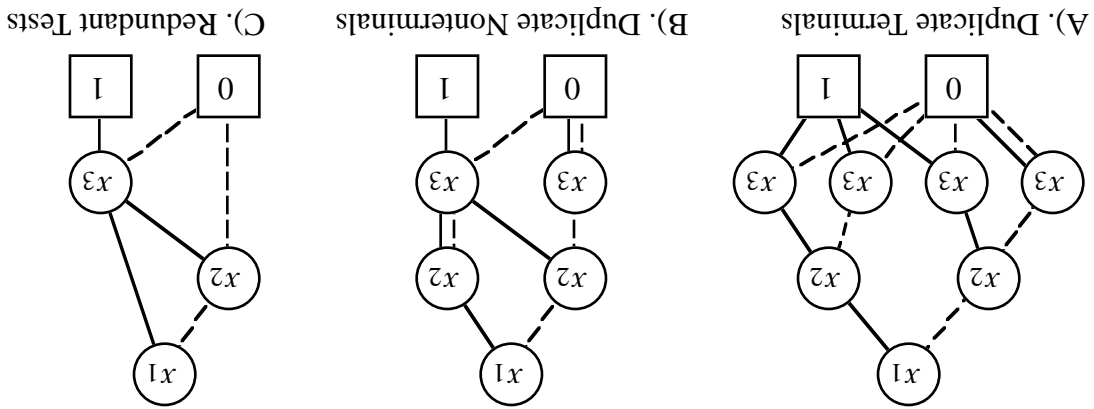 x1
x2 x2
x3 x3 x3 x3
0 1
A). Duplicate Terminals
x1
x2 x2
x3 x3
0 1
B). Duplicate Nonterminals
x1
x2
x3
0 1
C). Redundant Tests